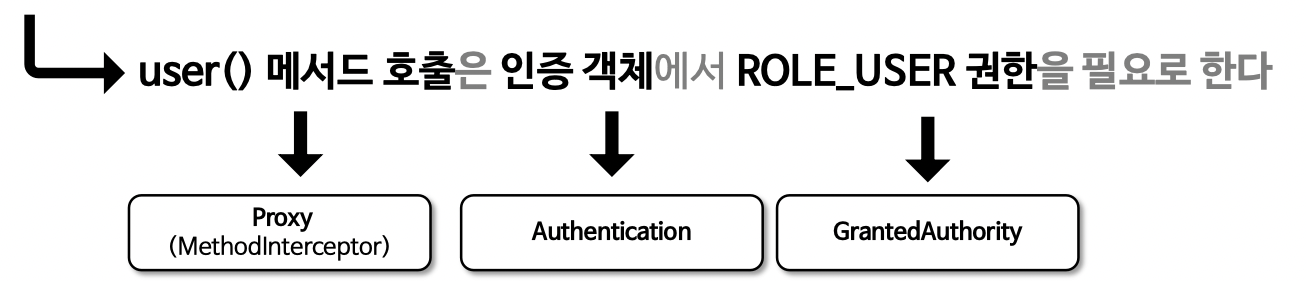 user() 메서드 호출은 인증 객체에서 ROLE_USER 권한을 필요로 한다
Proxy
(MethodInterceptor)
Authentication
GrantedAuthority